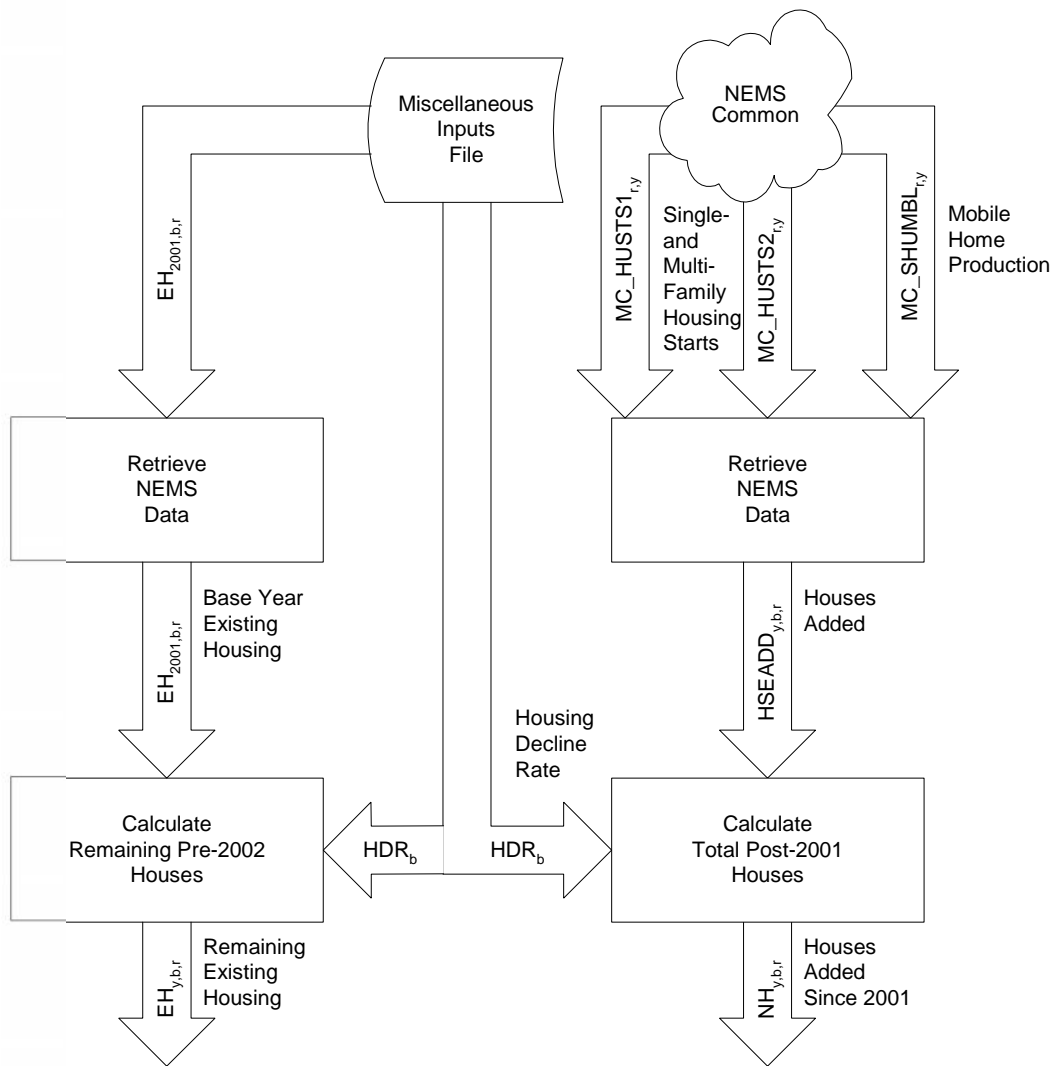 Miscellaneous
Inputs
File
NEMS
Common
EH2001,b,r
MC_HUSTS1r,y
Single-
and
Multi-
Family
Housing
Starts
MC_HUSTS2r,y
MC_SHUMBLr,y
Mobile
Home
Production
Retrieve
NEMS
Data
Retrieve
NEMS
Data
EH2001,b,r
Base Year
Existing
Housing
HSEADDy,b,r
Houses
Added
Housing
Decline
Rate
Calculate
Remaining Pre-2002
Houses
HDRb
HDRb
Calculate
Total Post-2001
Houses
EHy,b,r
Remaining
Existing
Housing
NHy,b,r
Houses
Added
Since 2001